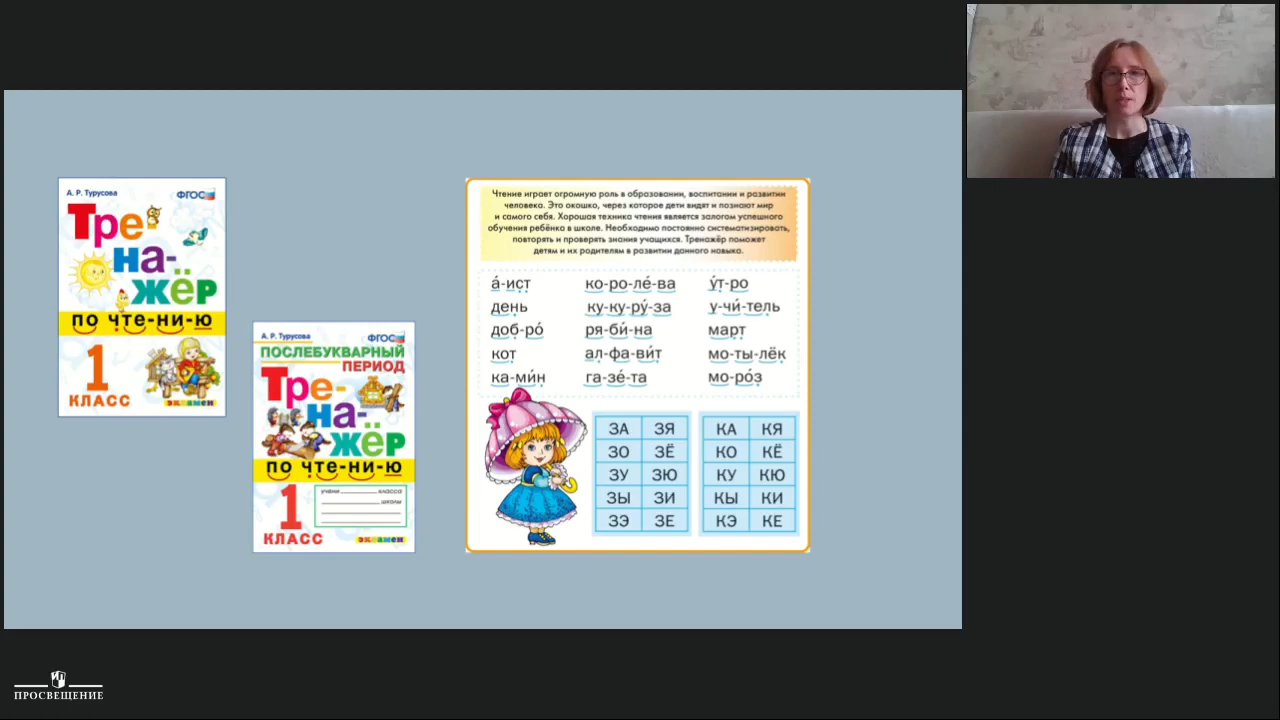 А. Р. Турусова
ФГОС
Тре-
на-
жёр
по чте-ни-ю
1
КЛАСС
экзамен
А. Р. Турусова
ФГОС
ПОСЛЕБУКВАРНЫЙ
ПЕРИОД
Тре-
на-
жёр
по чте-ни-ю
1
КЛАСС
учени класса
школы
экзамен
Чтение играет огромную роль в образовании, воспитании и развитии
человека. Это окошко, через которое дети видят и познают мир
и самого себя. Хорошая техника чтения является залогом успешного
обучения ребёнка в школе. Необходимо постоянно систематизировать,
повторять и проверять знания учащихся. Тренажёр поможет
детям и их родителям в развитии данного навыка.
а́-ист ко-ро-ле́-ва у́т-ро
день ку-ку-ру́-за у-чи́-тель
доб-ро́ ря-би́-на март
кот ал-фа-ви́т мо-ты-лёк
ка-ми́н га-зе́-та мо-ро́з
ЗА ЗЯ КА КЯ
ЗО ЗЁ КО КЁ
ЗУ ЗЮ КУ КЮ
ЗЫ ЗИ КЫ КИ
ЗЭ ЗЕ КЭ КЕ
ПРОСВЕЩЕНИЕ